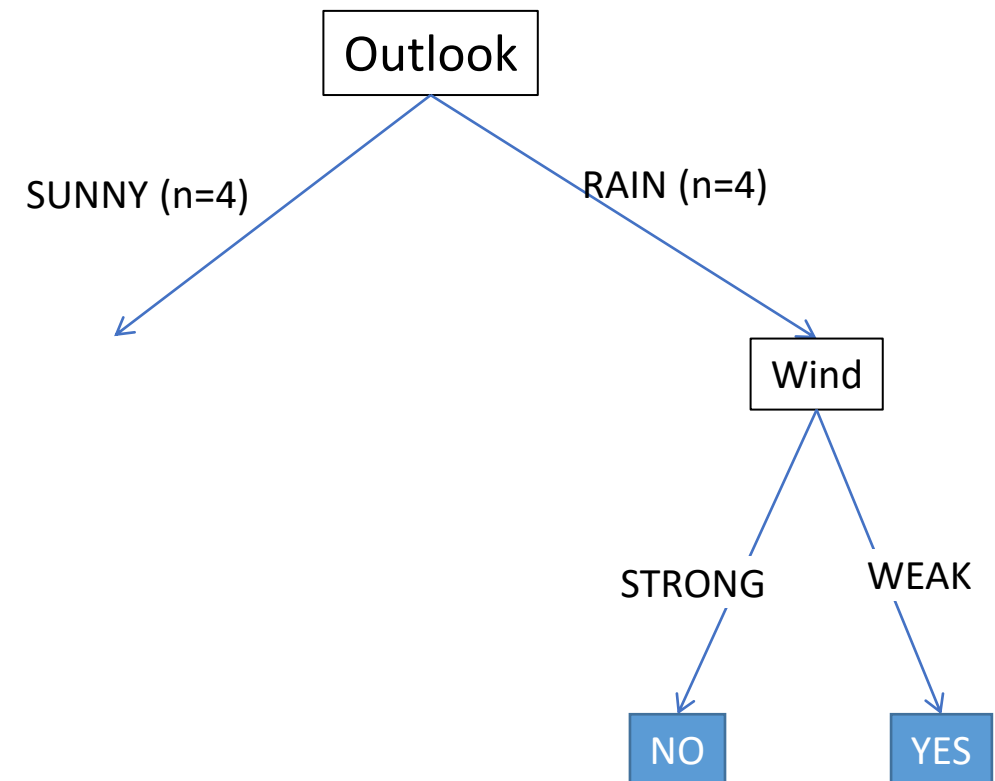 Outlook
SUNNY (n=4)
RAIN (n=4)
Wind
STRONG
WEAK
NO
YES